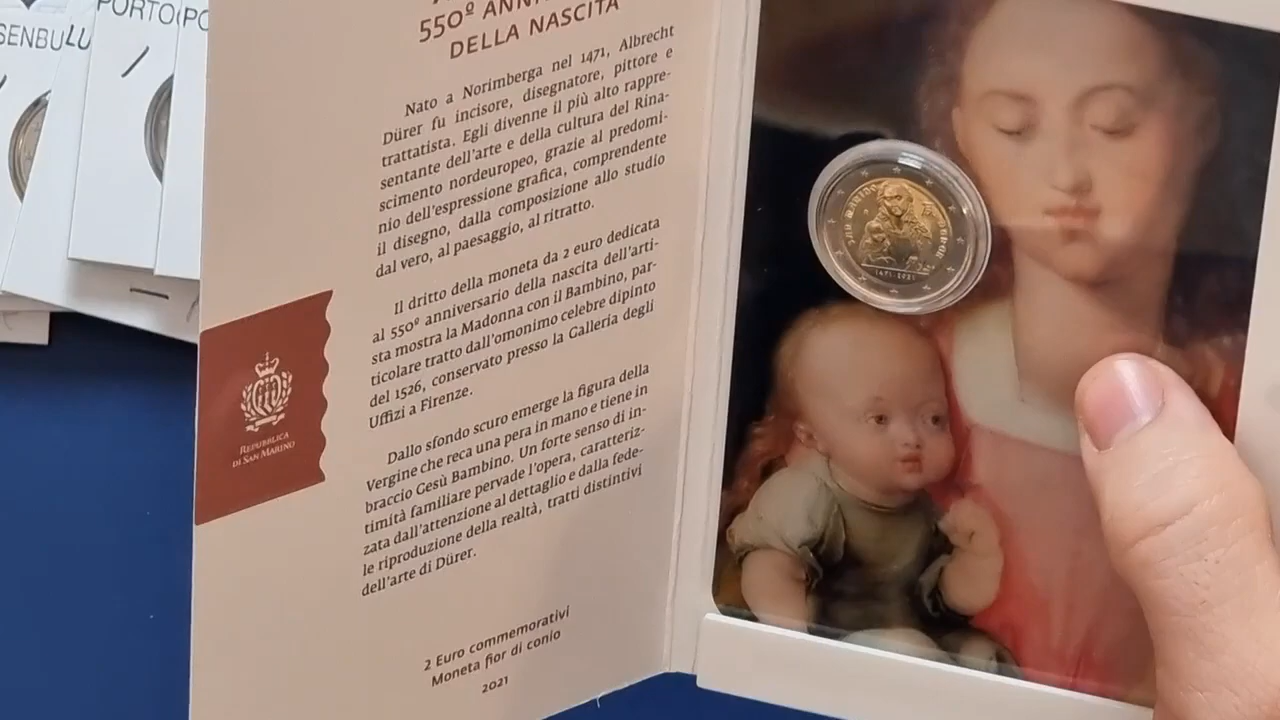 PORTO
SENBU
LU
PO
550º ANNI
DELLA NASCITA
Nato a Norimberga nel 1471, Albrecht
Dürer fu incisore, disegnatore, pittore e
trattatista. Egli divenne il più alto rappre-
sentante dell'arte e della cultura del Rina-
scimento nordeuropeo, grazie al predomi-
nio dell'espressione grafica, comprendente
il disegno, dalla composizione allo studio
dal vero, al paesaggio, al ritratto.
Il dritto della moneta da 2 euro dedicata
al 550º anniversario della nascita dell'arti-
sta mostra la Madonna con il Bambino, par-
ticolare tratto dall'omonimo celebre dipinto
del 1526, conservato presso la Galleria degli
Uffizi a Firenze.
Dallo sfondo scuro emerge la figura della
Vergine che reca una pera in mano e tiene in
braccio Gesù Bambino. Un forte senso di in-
timità familiare pervade l'opera, caratteriz-
zata dall'attenzione al dettaglio e dalla fede-
le riproduzione della realtà, tratti distintivi
dell'arte di Dürer.
2 Euro commemorativi
Moneta fior di conio
2021
REPUBBLICA
DI SAN MARINO
SAN MARINO
DÜRER
1471-2021